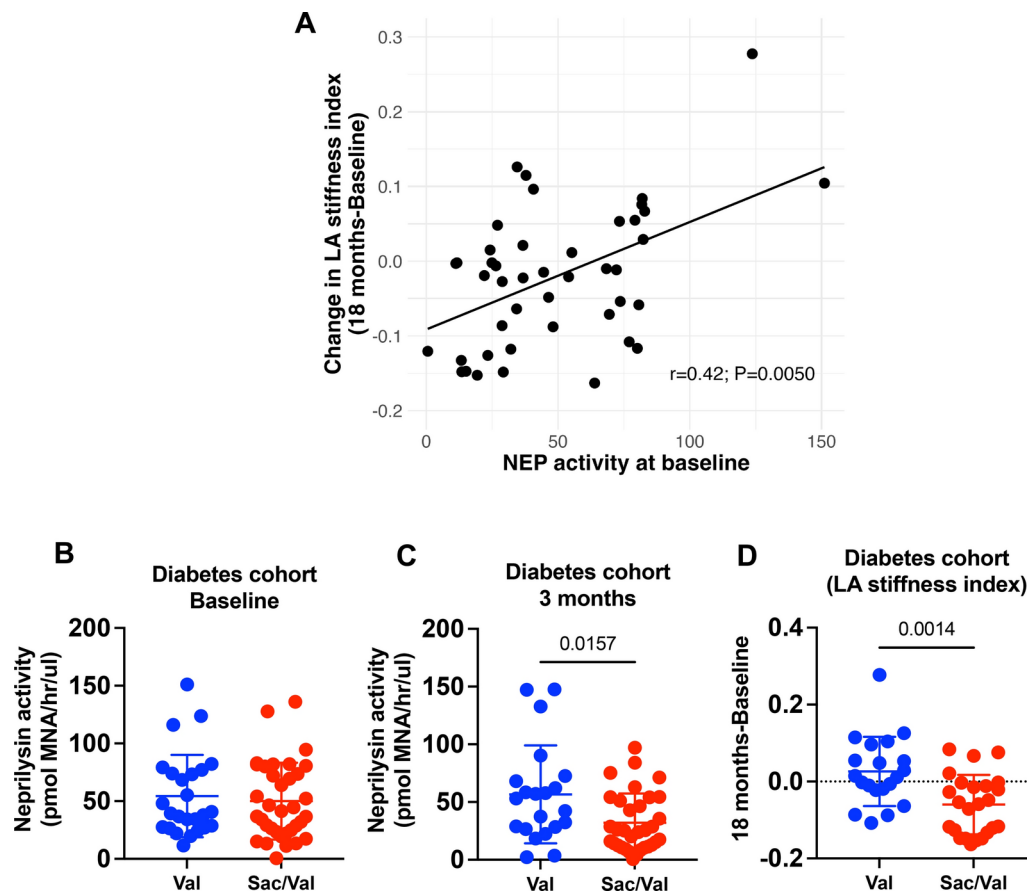 A
Change in LA stiffness index
(18 months-Baseline)
0.3
0.2
0.1
0.0
-0.1
-0.2
r=0.42; P=0.0050
0
50
100
150
NEP activity at baseline
B
Diabetes cohort
Baseline
Neprilysin activity
(pmol MNA/hr/ul)
200
150
100
50
0
Val
Sac/Val
C
Diabetes cohort
3 months
Neprilysin activity
(pmol MNA/hr/ul)
200
150
100
50
0
0.0157
Val
Sac/Val
D
Diabetes cohort
(LA stiffness index)
18 months-Baseline
0.4
0.2
0.0
-0.2
0.0014
Val
Sac/Val